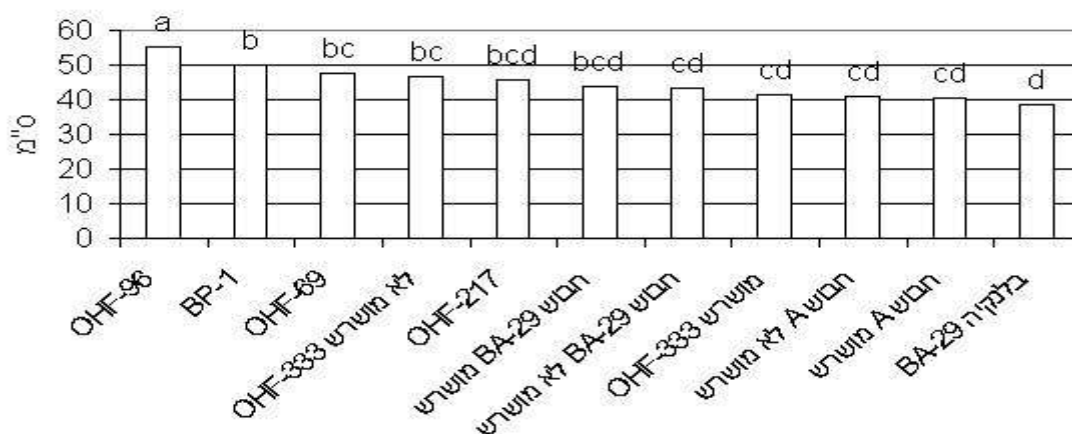 ס"מ
60
50
40
30
20
10
0
a
b
bc
bc
bcd
bcd
cd
cd
cd
cd
d
OHF-96
BP-1
OHF-69
OHF-333 לא מושרש
OHF-217
חבוש BA-29 מושרש
חבוש BA-29 לא מושרש
OHF-333 מושרש
חבוש A לא מושרש
חבוש A מושרש
בלנקיה BA-29